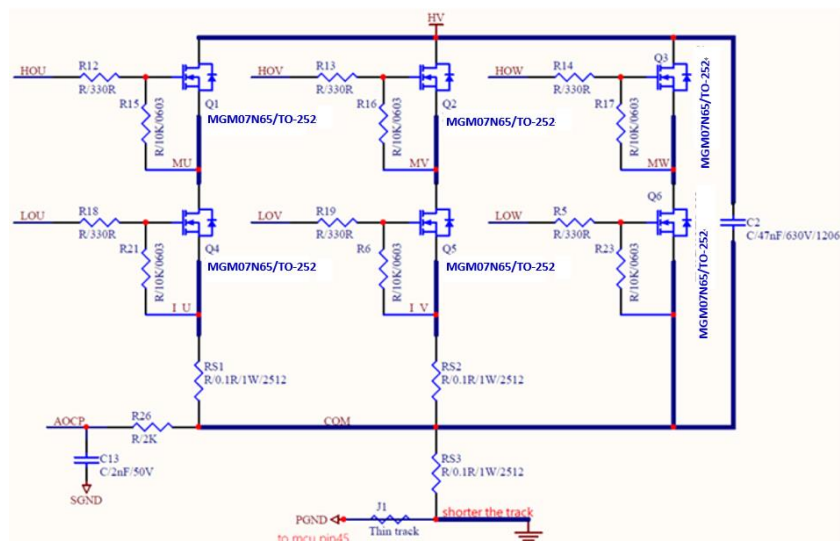 HV
HOU
R12
R/330R
R15
R/10K/0603
Q1
MGM07N65/TO-252
MU
HOV
R13
R/330R
R16
R/10K/0603
Q2
MGM07N65/TO-252
MV
HOW
R14
R/330R
R17
R/10K/0603
Q3
MGM07N65/TO-252
MW
LOU
R18
R/330R
R21
R/10K/0603
Q4
MGM07N65/TO-252
I_U
LOV
R19
R/330R
R6
R/10K/0603
Q5
MGM07N65/TO-252
I_V
LOW
R5
R/330R
R23
R/10K/0603
Q6
MGM07N65/TO-252
C2
C/47nF/630V/1206
RS1
R/0.1R/1W/2512
RS2
R/0.1R/1W/2512
AOCP
R26
R/2K
COM
C13
C/2nF/50V
SGND
RS3
R/0.1R/1W/2512
PGND
J1
Thin track
shorter the track
to mcu pin45